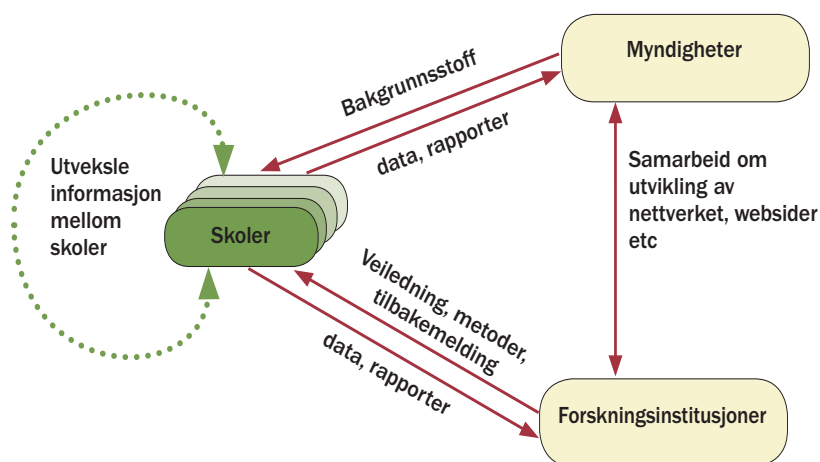 Myndigheter
Bakgrunnsstoff
data, rapporter
Utveksle
informasjon
mellom
skoler
Skoler
Samarbeid om
utvikling av
nettverket, websider
etc
Veiledning, metoder,
tilbakemelding
data, rapporter
Forskningsinstitusjoner